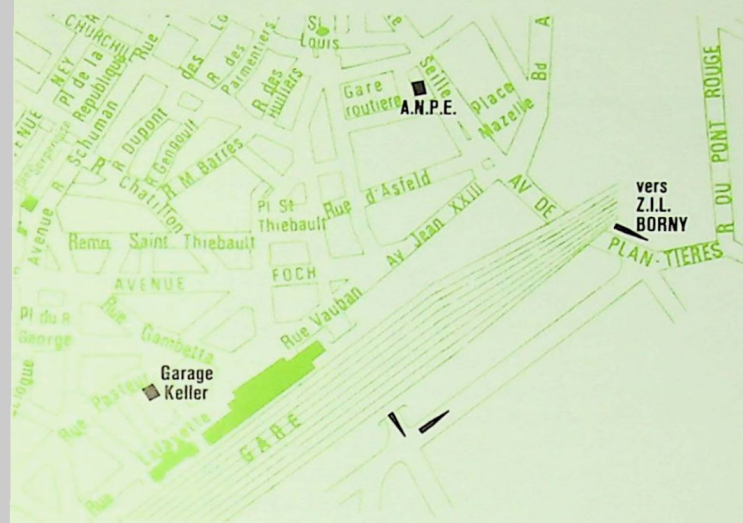 CHURCHILL
NEY
Pl de la
République
Rue
des
R des
Parmentiers
R des
Huiliers
St
Louis
Gare
routière
A.N.P.E.
Seille
Place
Mazelle
Bd A
R DU PONT ROUGE
ENUE
R Schuman
R Dupont
R Gengoult
R Chatillon
R M. Barrès
Pl St
Thiebault
Rue d'Asfeld
Av Jean XXIII
AV DE
PLAN-TIERES
vers
Z.I.L.
BORNY
Avenue
Remp. Saint Thiebault
AVENUE
FOCH
Pl du R
George
Rue Gambetta
Rue Vauban
Garage
Keller
Rue Pasteur
Rue Lafayette
GARE